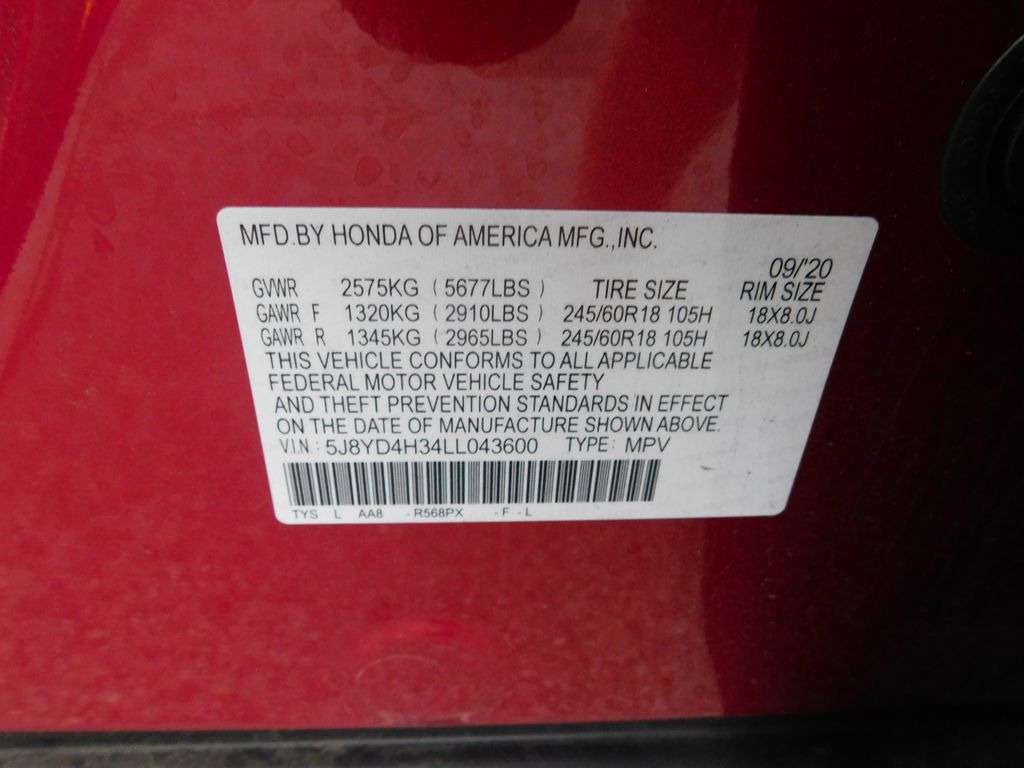 MFD.BY HONDA OF AMERICA MFG.,INC.
09/'20
GVWR 2575KG ( 5677LBS ) TIRE SIZE RIM SIZE
GAWR F 1320KG ( 2910LBS ) 245/60R18 105H 18X8.0J
GAWR R 1345KG ( 2965LBS ) 245/60R18 105H 18X8.0J
THIS VEHICLE CONFORMS TO ALL APPLICABLE
FEDERAL MOTOR VEHICLE SAFETY
AND THEFT PREVENTION STANDARDS IN EFFECT
ON THE DATE OF MANUFACTURE SHOWN ABOVE.
V.I.N.: 5J8YD4H34LL043600 TYPE: MPV
TYS L AA8 -R568PX -F -L